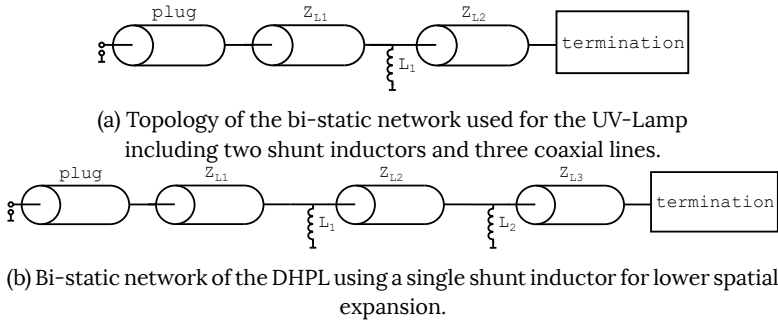 plug Z_L1 Z_L2
termination
L_1
(a) Topology of the bi-static network used for the UV-Lamp
including two shunt inductors and three coaxial lines.
plug Z_L1 Z_L2 Z_L3
termination
L_1 L_2
(b) Bi-static network of the DHPL using a single shunt inductor for lower spatial
expansion.